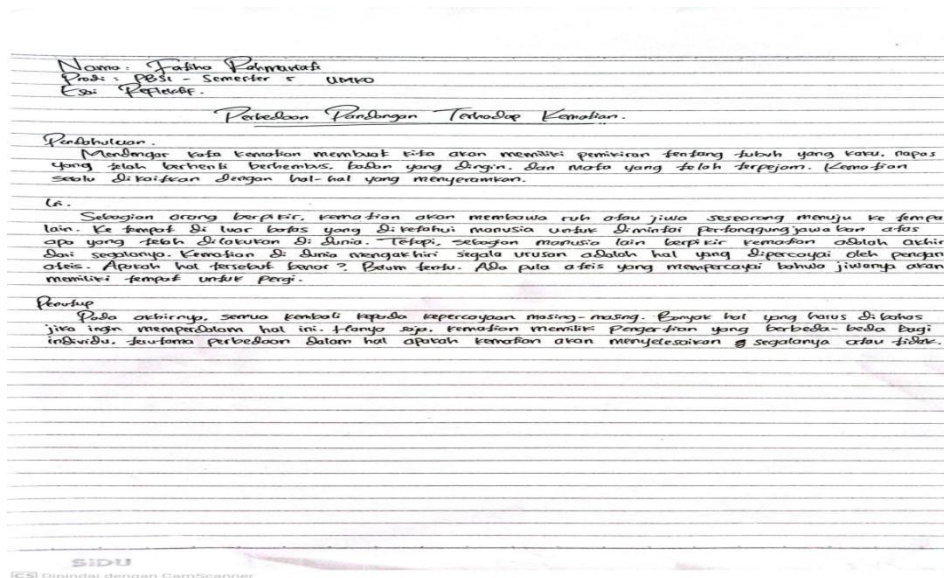 Nama : Fatiha Rahmaniati
Prodi : PBSI - Semester 5 UMKO
Esai Reflektif.
Perbedaan Pandangan Terhadap Kematian.
Pendahuluan.
Mendengar kata kematian membuat kita akan memiliki pemikiran tentang tubuh yang kaku, napas
yang telah berhenti berhembus, badan yang dingin, dan mata yang telah terpejam. Kematian
selalu dikaitkan dengan hal-hal yang menyeramkan.
Isi.
Sebagian orang berpikir, kematian akan membawa ruh atau jiwa seseorang menuju ke tempa
lain. Ke tempat di luar batas yang diketahui manusia untuk dimintai pertanggungjawaban atas
apa yang telah dilakukan di dunia. Tetapi, sebagian manusia lain berpikir kematian adalah akhir
dari segalanya. Kematian di dunia mengakhiri segala urusan adalah hal yang dipercayai oleh pengan
ateis. Apakah hal tersebut benar? Belum tentu. Ada pula ateis yang mempercayai bahwa jiwanya akan
memiliki tempat untuk pergi.
Penutup
Pada akhirnya, semua kembali kepada kepercayaan masing-masing. Banyak hal yang harus dibahas
jika ingin memperdalam hal ini. Hanya saja, kematian memiliki pengertian yang berbeda-beda bagi
individu, terutama perbedaan dalam hal apakah kematian akan menyelesaikan segalanya atau tidak.
SiDU
CS Dipindai dengan CamScanner